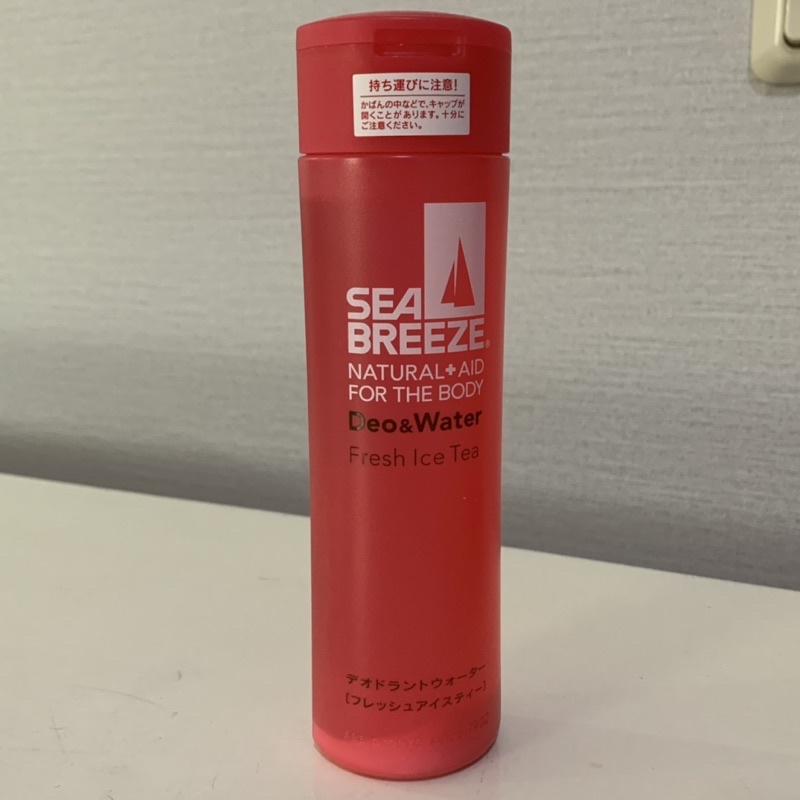 持ち運びに注意!
かばんの中などで、キャップが
開くことがあります。十分に
ご注意ください。
SEA
BREEZE®
NATURAL+AID
FOR THE BODY
Deo&Water
Fresh Ice Tea
デオドラントウォーター
[フレッシュアイスティー]